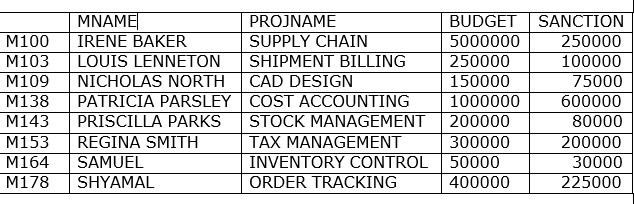 MNAME PROJNAME BUDGET SANCTION
M100 IRENE BAKER SUPPLY CHAIN 5000000 250000
M103 LOUIS LENNETON SHIPMENT BILLING 250000 100000
M109 NICHOLAS NORTH CAD DESIGN 150000 75000
M138 PATRICIA PARSLEY COST ACCOUNTING 1000000 600000
M143 PRISCILLA PARKS STOCK MANAGEMENT 200000 80000
M153 REGINA SMITH TAX MANAGEMENT 300000 200000
M164 SAMUEL INVENTORY CONTROL 50000 30000
M178 SHYAMAL ORDER TRACKING 400000 225000